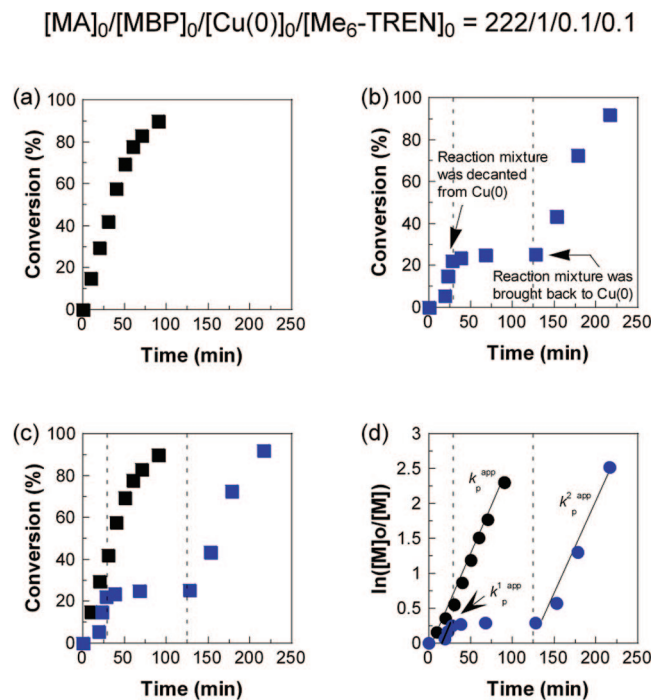 [MA]₀/[MBP]₀/[Cu(0)]₀/[Me₆-TREN]₀ = 222/1/0.1/0.1
(a)
100
80
60
40
20
0
Conversion (%)
0 50 100 150 200 250
Time (min)
(b)
100
80
60
40
20
0
Conversion (%)
Reaction mixture
was decanted
from Cu(0)
Reaction mixture was
brought back to Cu(0)
0 50 100 150 200 250
Time (min)
(c)
100
80
60
40
20
0
Conversion (%)
0 50 100 150 200 250
Time (min)
(d)
3
2.5
2
1.5
1
0.5
0
ln([M]o/[M])
kₚᵃᵖᵖ
kₚ¹ ᵃᵖᵖ
kₚ² ᵃᵖᵖ
0 50 100 150 200 250
Time (min)